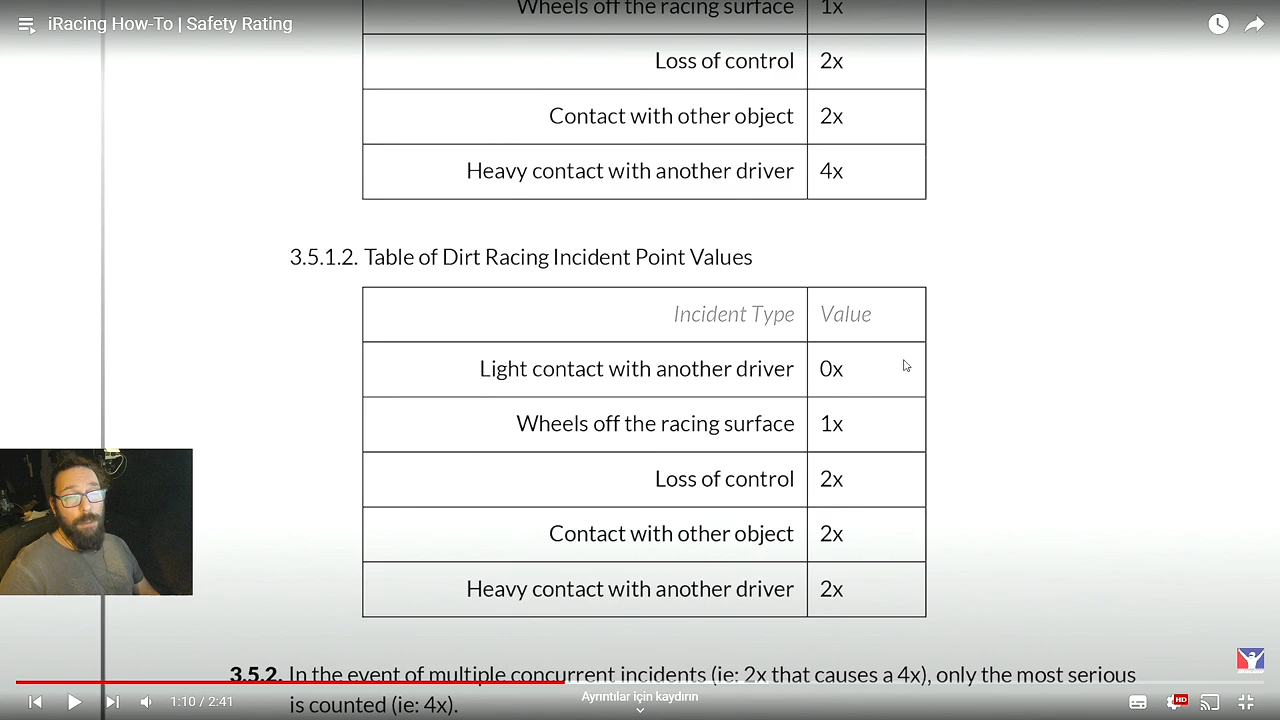 iRacing How-To | Safety Rating
Wheels off the racing surface 1x
Loss of control 2x
Contact with other object 2x
Heavy contact with another driver 4x
3.5.1.2. Table of Dirt Racing Incident Point Values
Incident Type Value
Light contact with another driver 0x
Wheels off the racing surface 1x
Loss of control 2x
Contact with other object 2x
Heavy contact with another driver 2x
3.5.2. In the event of multiple concurrent incidents (ie: 2x that causes a 4x), only the most serious
is counted (ie: 4x).
1:10 / 2:41
Ayrıntılar için kaydırın
HD